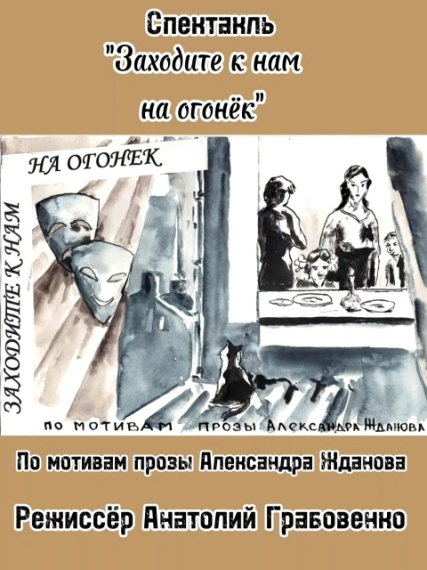 Спектакль
"Заходите к нам
на огонёк"
НА ОГОНЕК
ЗАХОДИТЕ К НАМ
ПО МОТИВАМ ПРОЗЫ АЛЕКСАНДРА ЖДАНОВА
По мотивам прозы Александра Жданова
Режиссёр Анатолий Грабовенко